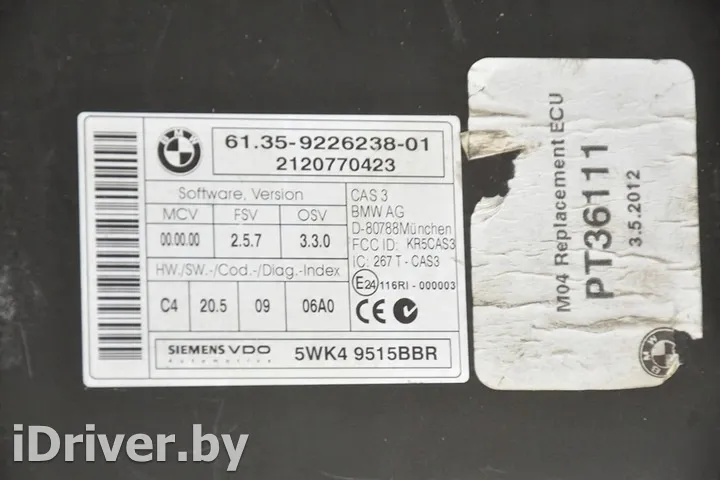 BMW
61.35-9226238-01
2120770423
Software, Version
MCV FSV OSV
00.00.00 2.5.7 3.3.0
HW./SW.-/Cod.-/Diag.-Index
C4 20.5 09 06A0
CAS 3
BMW AG
D-80788München
FCC ID: KR5CAS3
IC: 267 T - CAS3
E24 116RI - 000003
CE
SIEMENS VDO
Automotive
5WK4 9515BBR
M04 Replacement ECU
PT36111
3.5.2012
BMW
iDriver.by